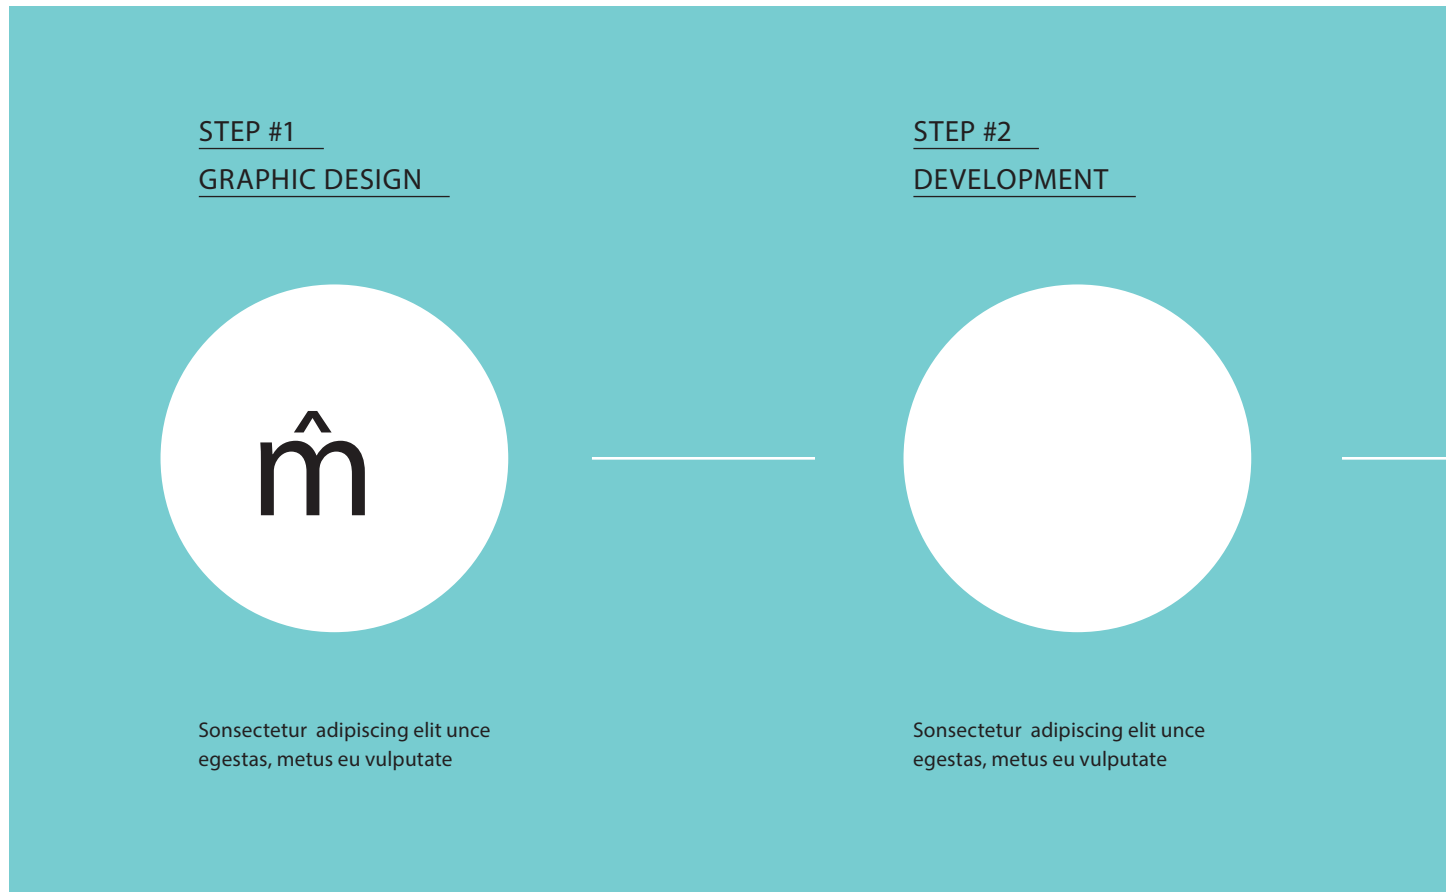 STEP #1
GRAPHIC DESIGN
m̂
Sonsectetur  adipiscing elit unce
egestas, metus eu vulputate
STEP #2
DEVELOPMENT
Sonsectetur  adipiscing elit unce
egestas, metus eu vulputate